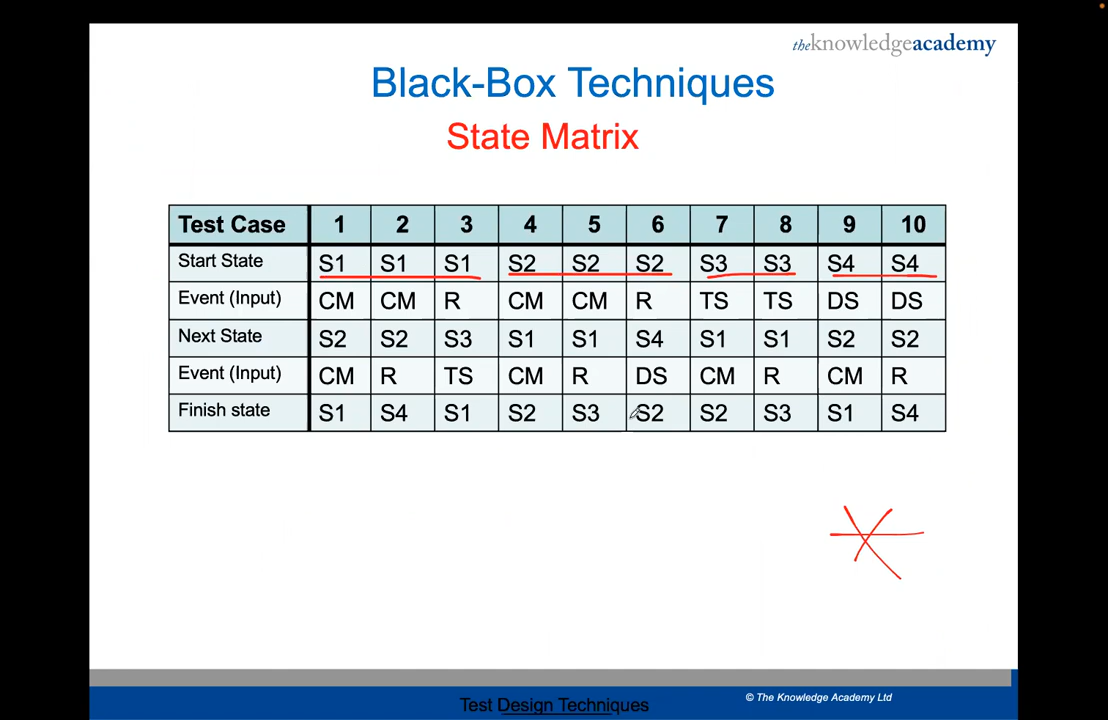 theknowledgeacademy
Black-Box Techniques
State Matrix
Test Case 1 2 3 4 5 6 7 8 9 10
Start State S1 S1 S1 S2 S2 S2 S3 S3 S4 S4
Event (Input) CM CM R CM CM R TS TS DS DS
Next State S2 S2 S3 S1 S1 S4 S1 S1 S2 S2
Event (Input) CM R TS CM R DS CM R CM R
Finish state S1 S4 S1 S2 S3 S2 S2 S3 S1 S4
Test Design Techniques
© The Knowledge Academy Ltd